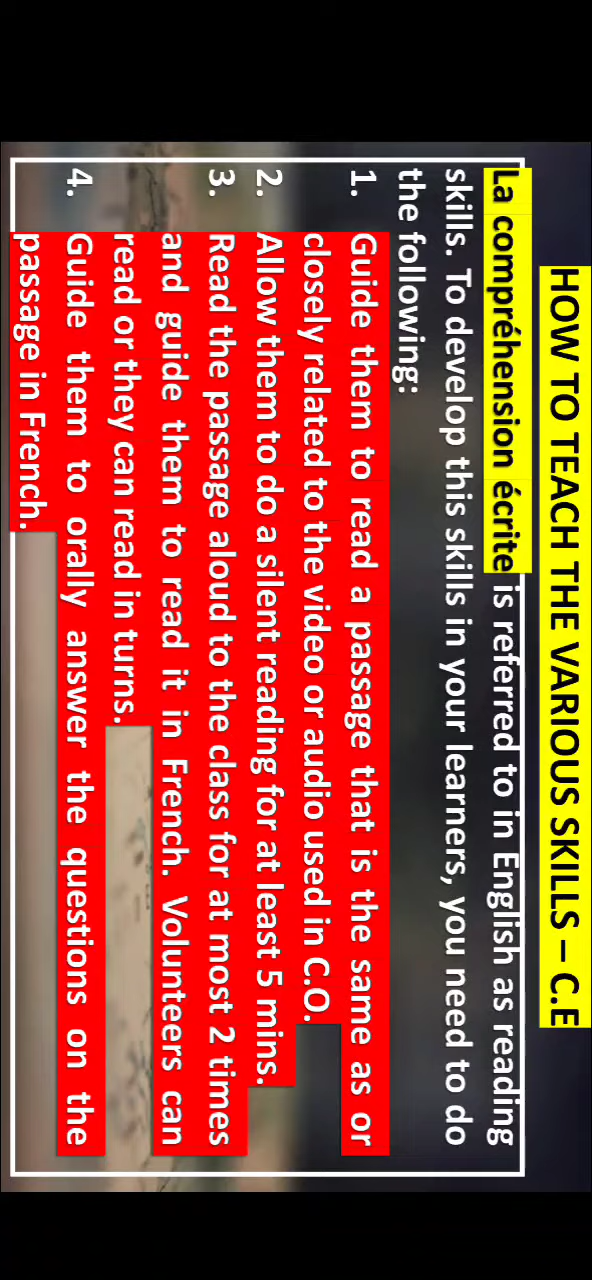 HOW TO TEACH THE VARIOUS SKILLS – C.E
La compréhension écrite is referred to in English as reading
skills. To develop this skills in your learners, you need to do
the following:
1. Guide them to read a passage that is the same as or
closely related to the video or audio used in C.O.
2. Allow them to do a silent reading for at least 5 mins.
3. Read the passage aloud to the class for at most 2 times
and guide them to read it in French. Volunteers can
read or they can read in turns.
4. Guide them to orally answer the questions on the
passage in French.